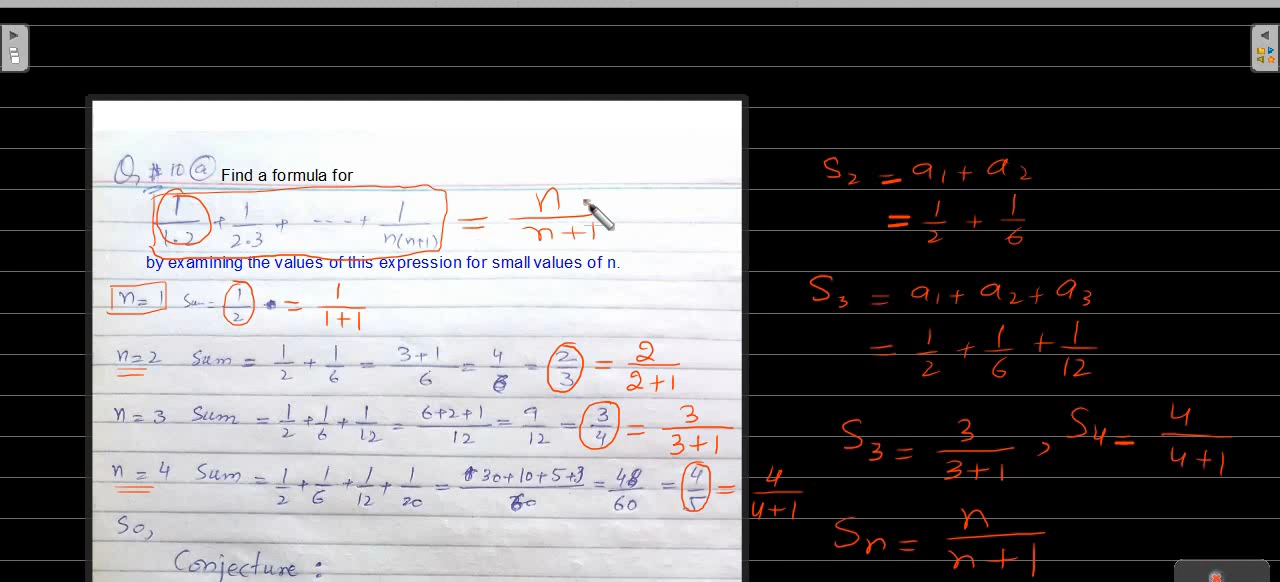 Q # 10 (a) Find a formula for
1/1·2 + 1/2·3 + ---- + 1/n(n+1) = n/n+1
by examining the values of this expression for small values of n.
n=1 Sum = 1/2 = 1/1+1
n=2 Sum = 1/2 + 1/6 = 3+1/6 = 4/6 = 2/3 = 2/2+1
n=3 Sum = 1/2 + 1/6 + 1/12 = 6+2+1/12 = 9/12 = 3/4 = 3/3+1
n=4 Sum = 1/2 + 1/6 + 1/12 + 1/20 = 30+10+5+3/60 = 48/60 = 4/5 = 4/4+1
So,
Conjecture :
S2 = a1 + a2
= 1/2 + 1/6
S3 = a1 + a2 + a3
= 1/2 + 1/6 + 1/12
S3 = 3/3+1 , S4 = 4/4+1
Sn = n/n+1